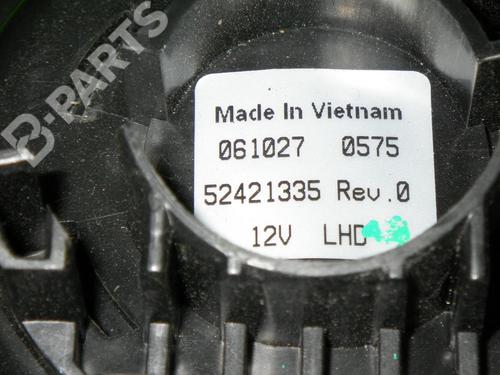 B-PARTS
Made In Vietnam
061027 0575
52421335 Rev.0
12V LHD